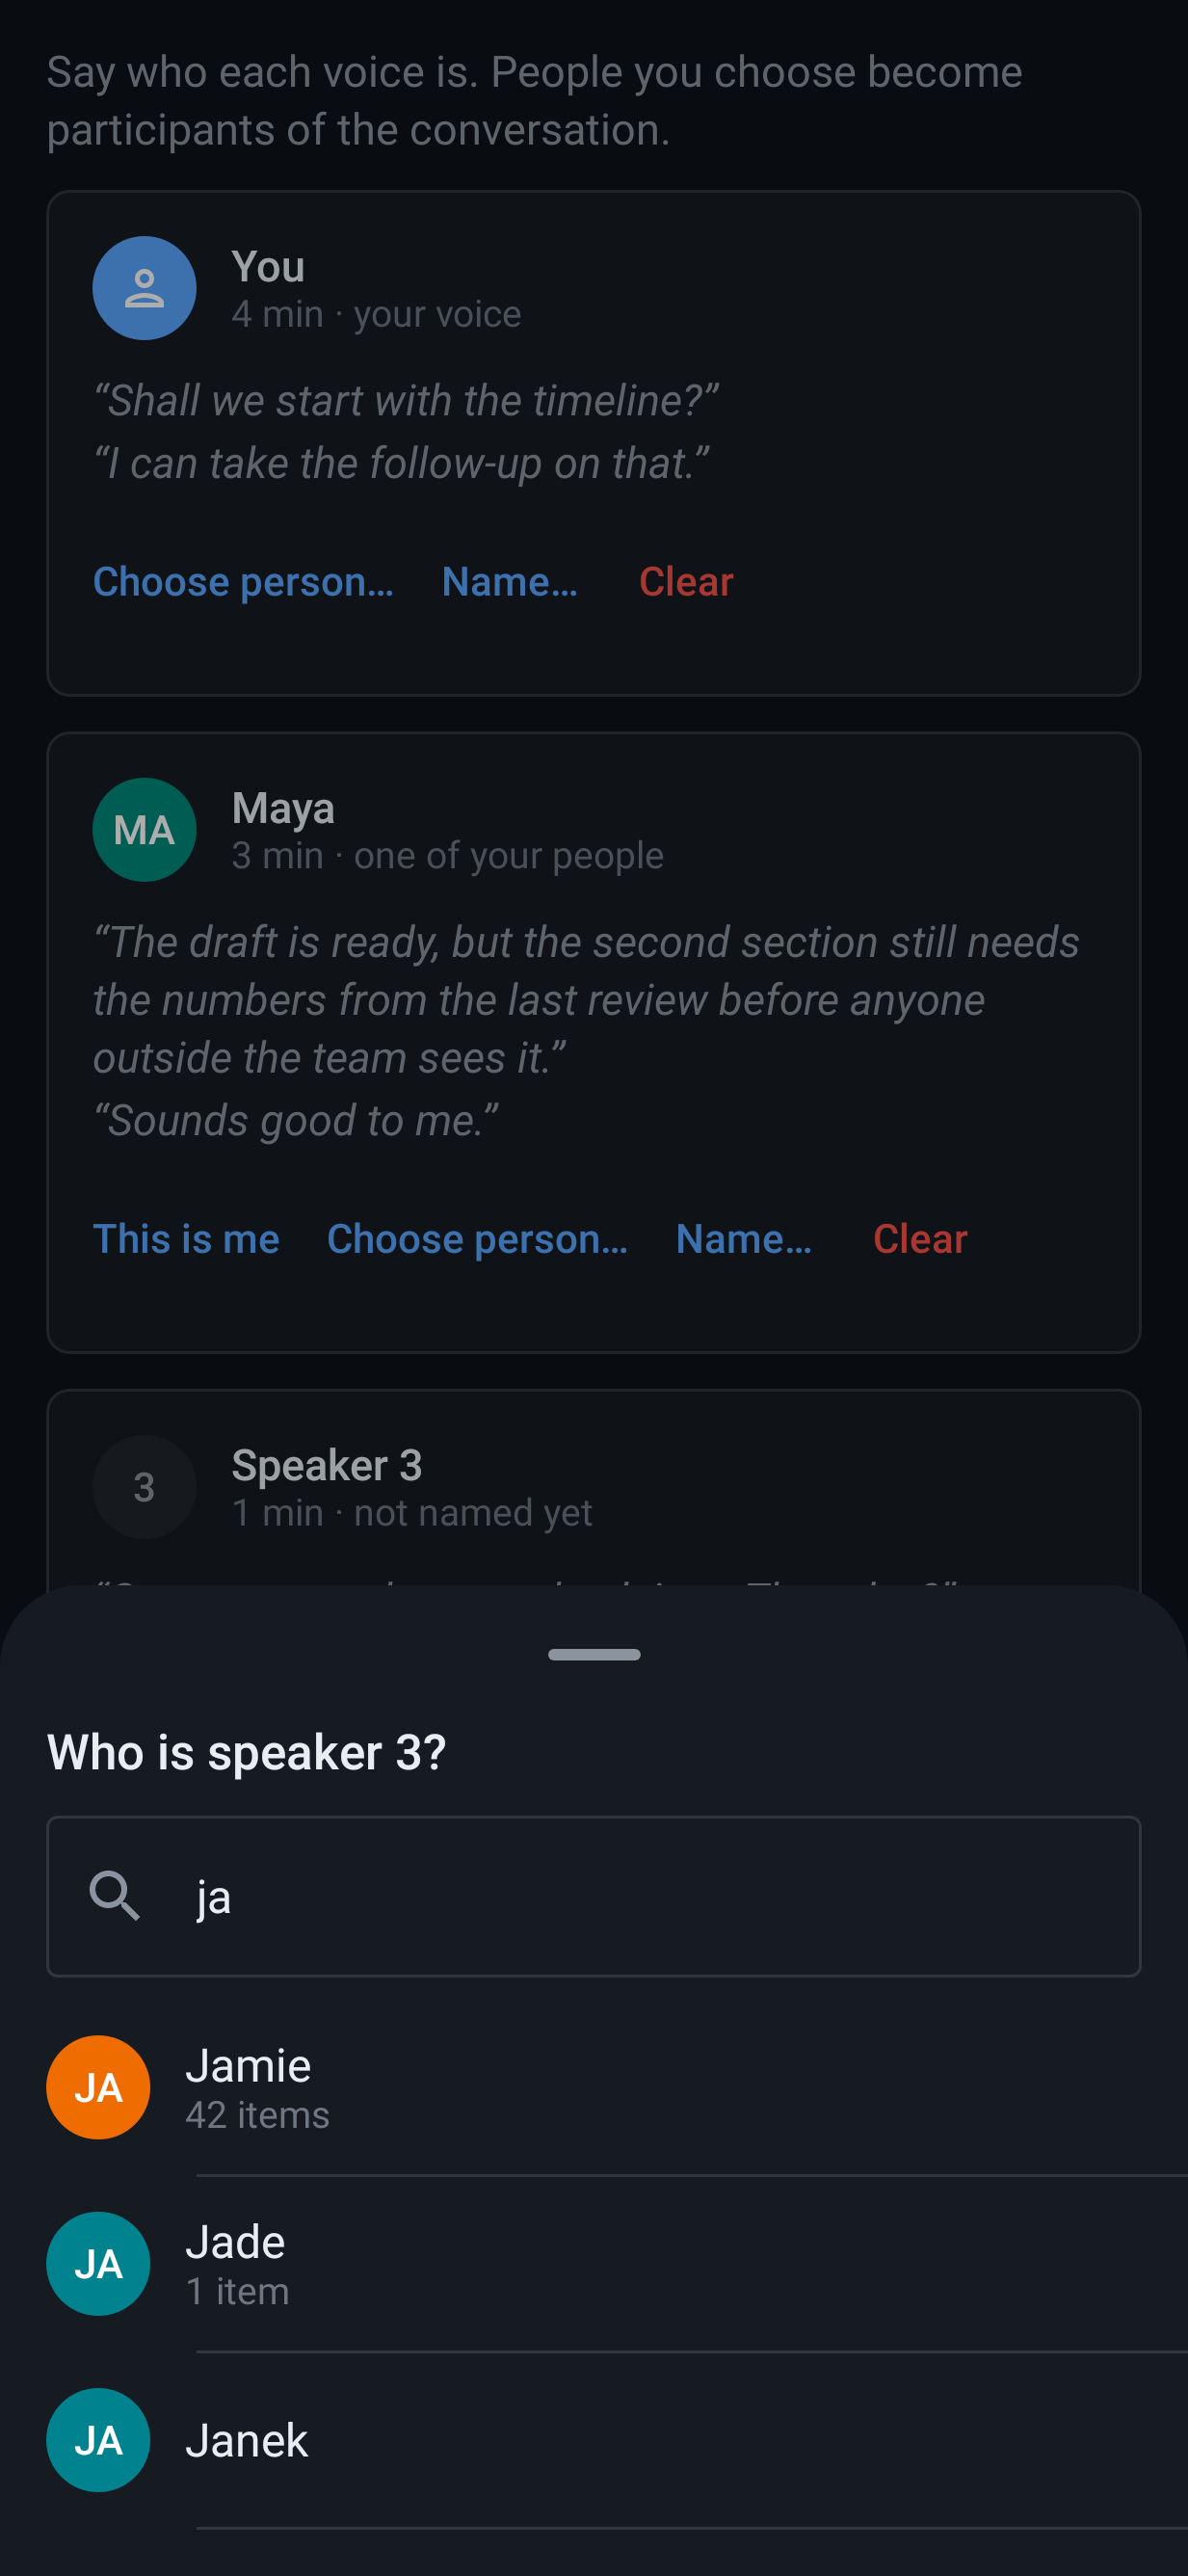 Say who each voice is. People you choose become
participants of the conversation.
You
4 min · your voice
“Shall we start with the timeline?”
“I can take the follow-up on that.”
Choose person… Name… Clear
MA
Maya
3 min · one of your people
“The draft is ready, but the second section still needs
the numbers from the last review before anyone
outside the team sees it.”
“Sounds good to me.”
This is me Choose person… Name… Clear
3
Speaker 3
1 min · not named yet
Who is speaker 3?
ja
JA
Jamie
42 items
JA
Jade
1 item
JA
Janek